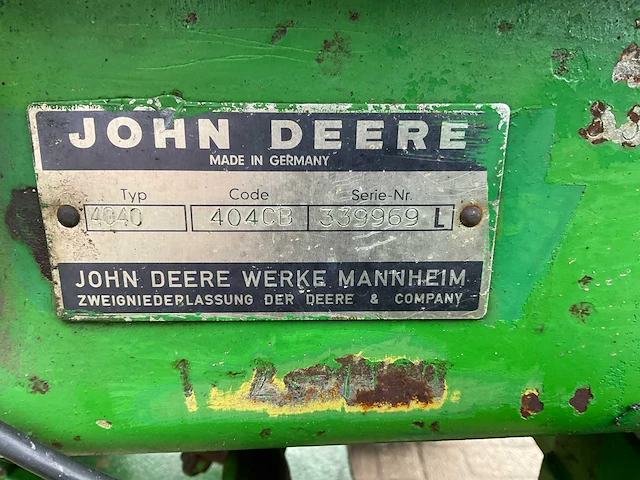 JOHN DEERE
MADE IN GERMANY
Typ Code Serie-Nr.
4040 4040B 339969 L
JOHN DEERE WERKE MANNHEIM
ZWEIGNIEDERLASSUNG DER DEERE & COMPANY